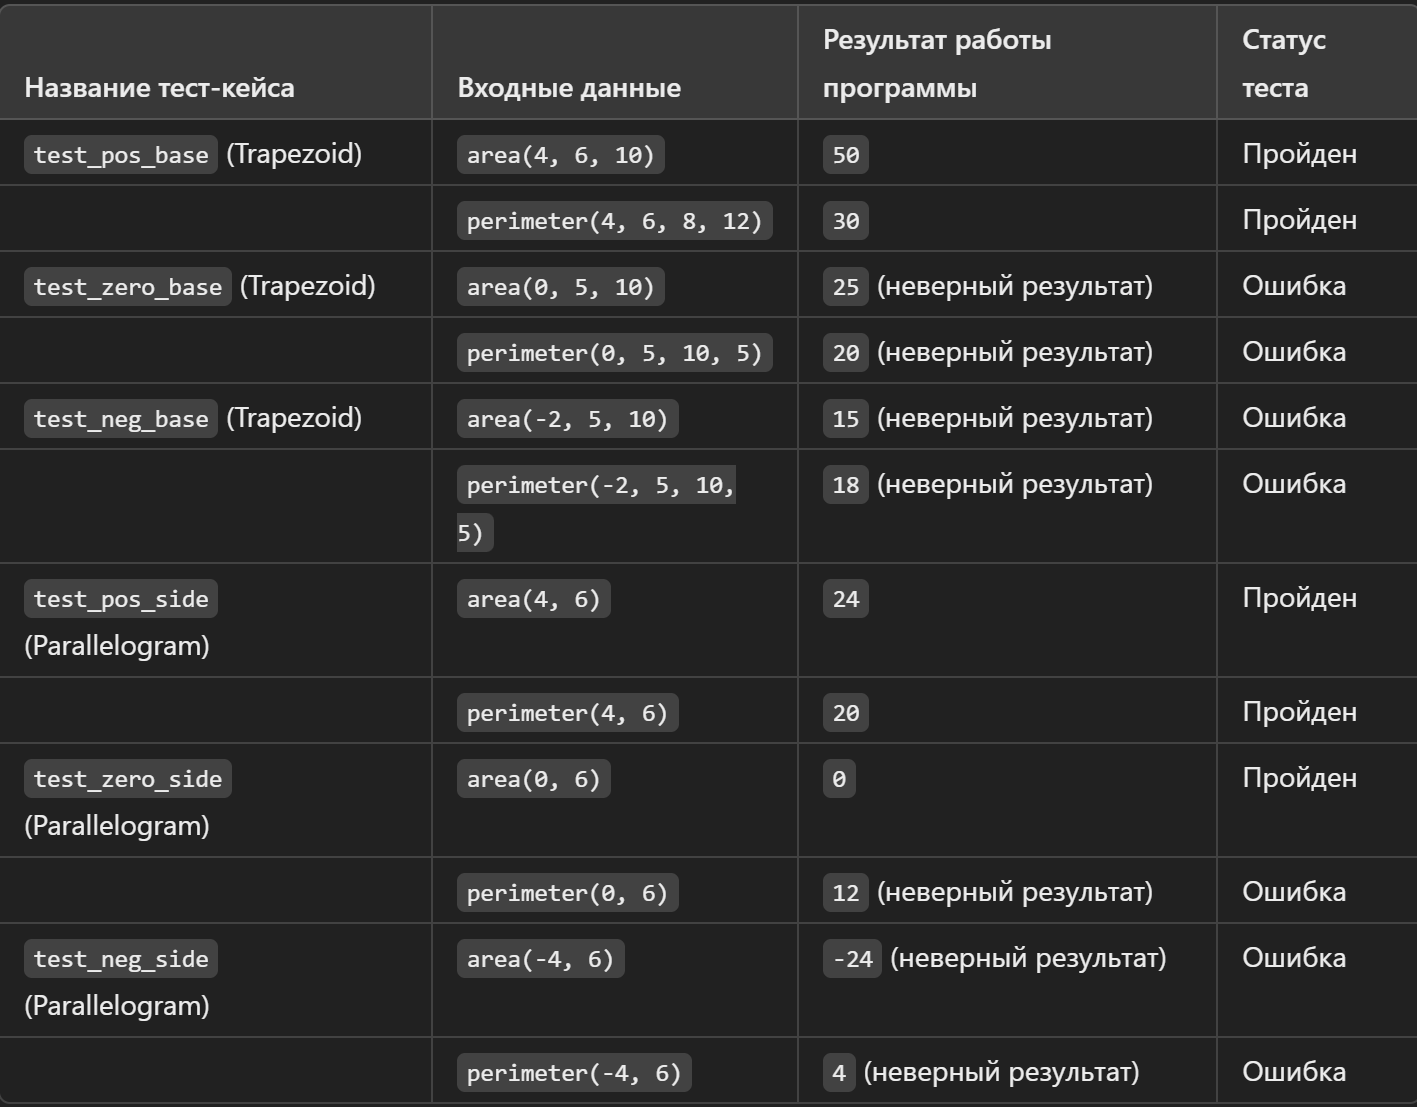 Название тест-кейса Входные данные Результат работы программы Статус теста
test_pos_base (Trapezoid) area(4, 6, 10) 50 Пройден
perimeter(4, 6, 8, 12) 30 Пройден
test_zero_base (Trapezoid) area(0, 5, 10) 25 (неверный результат) Ошибка
perimeter(0, 5, 10, 5) 20 (неверный результат) Ошибка
test_neg_base (Trapezoid) area(-2, 5, 10) 15 (неверный результат) Ошибка
perimeter(-2, 5, 10, 18 (неверный результат) Ошибка
5)
test_pos_side area(4, 6) 24 Пройден
(Parallelogram)
perimeter(4, 6) 20 Пройден
test_zero_side area(0, 6) 0 Пройден
(Parallelogram)
perimeter(0, 6) 12 (неверный результат) Ошибка
test_neg_side area(-4, 6) -24 (неверный результат) Ошибка
(Parallelogram)
perimeter(-4, 6) 4 (неверный результат) Ошибка